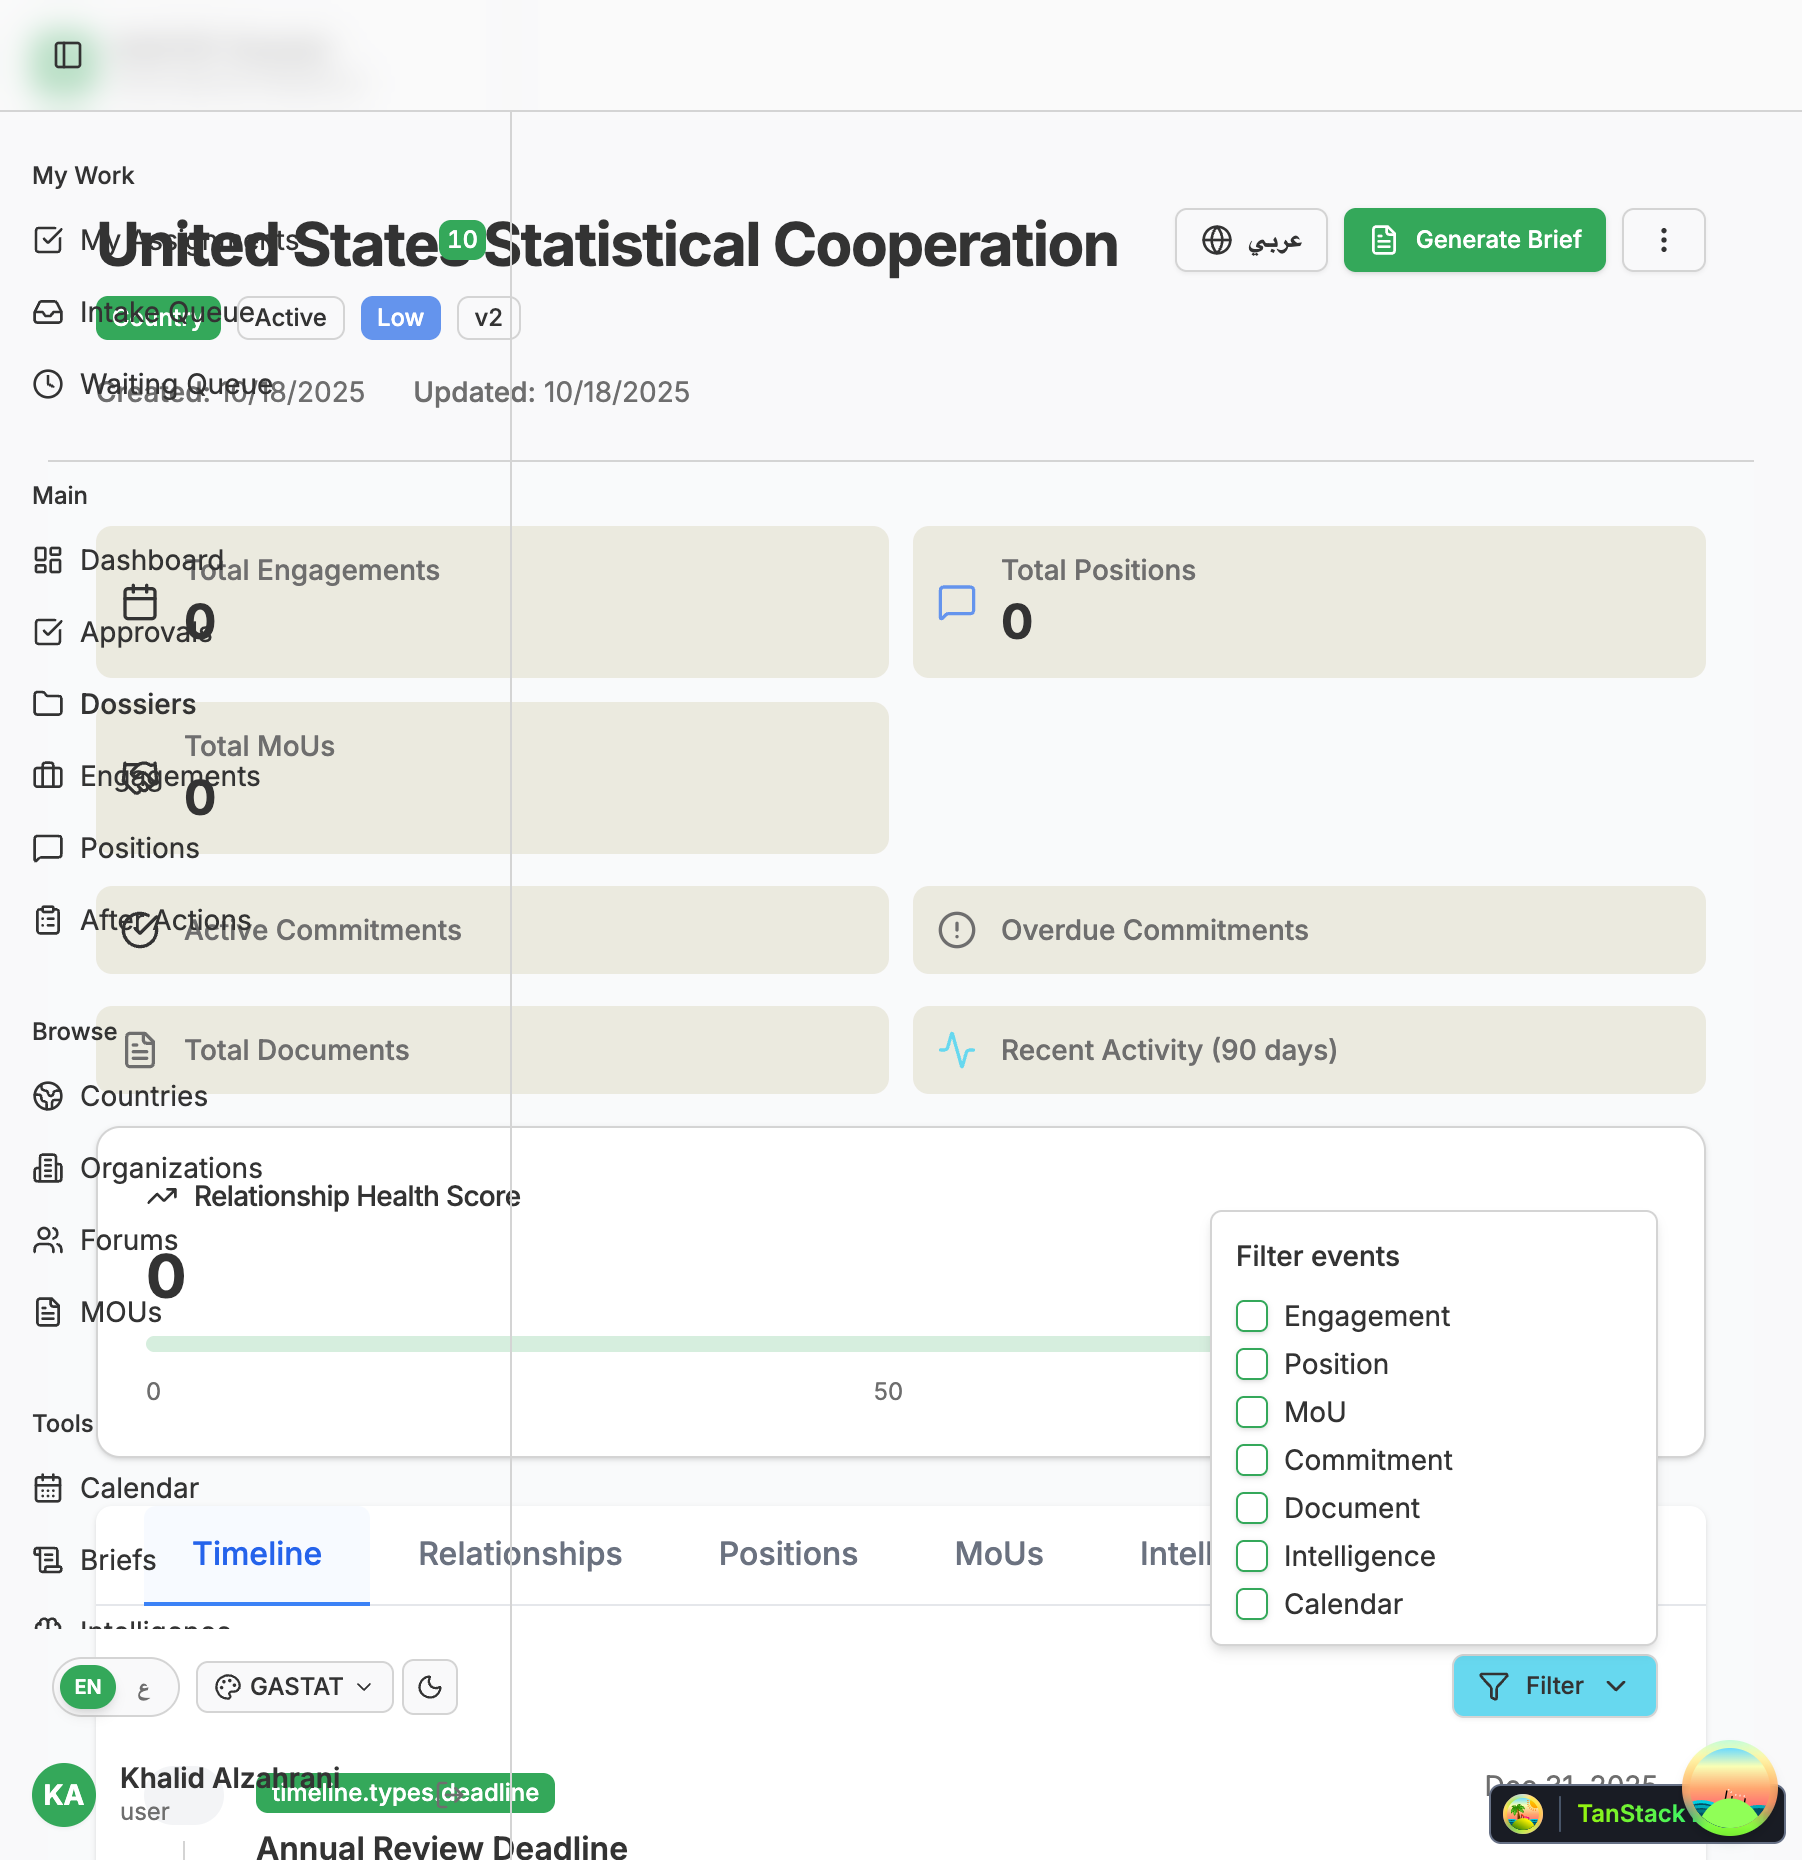 My Work
My Assignments
10
Intake Queue
Waiting Queue
Main
Dashboard
Approvals
Dossiers
Engagements
Positions
After Actions
Browse
Countries
Organizations
Forums
MOUs
Tools
Calendar
Briefs
Intelligence
EN ع
GASTAT
KA
Khalid Alzahrani
user
United States Statistical Cooperation
عربي
Generate Brief
Country Active Low v2
Created: 10/18/2025 Updated: 10/18/2025
Total Engagements
0
Total Positions
0
Total MoUs
0
Active Commitments
Overdue Commitments
Total Documents
Recent Activity (90 days)
Relationship Health Score
0
0 50
Timeline Relationships Positions MoUs Intell
Filter events
Engagement
Position
MoU
Commitment
Document
Intelligence
Calendar
Filter
timeline.types.deadline
Dec 31, 2025
Annual Review Deadline
TanStack